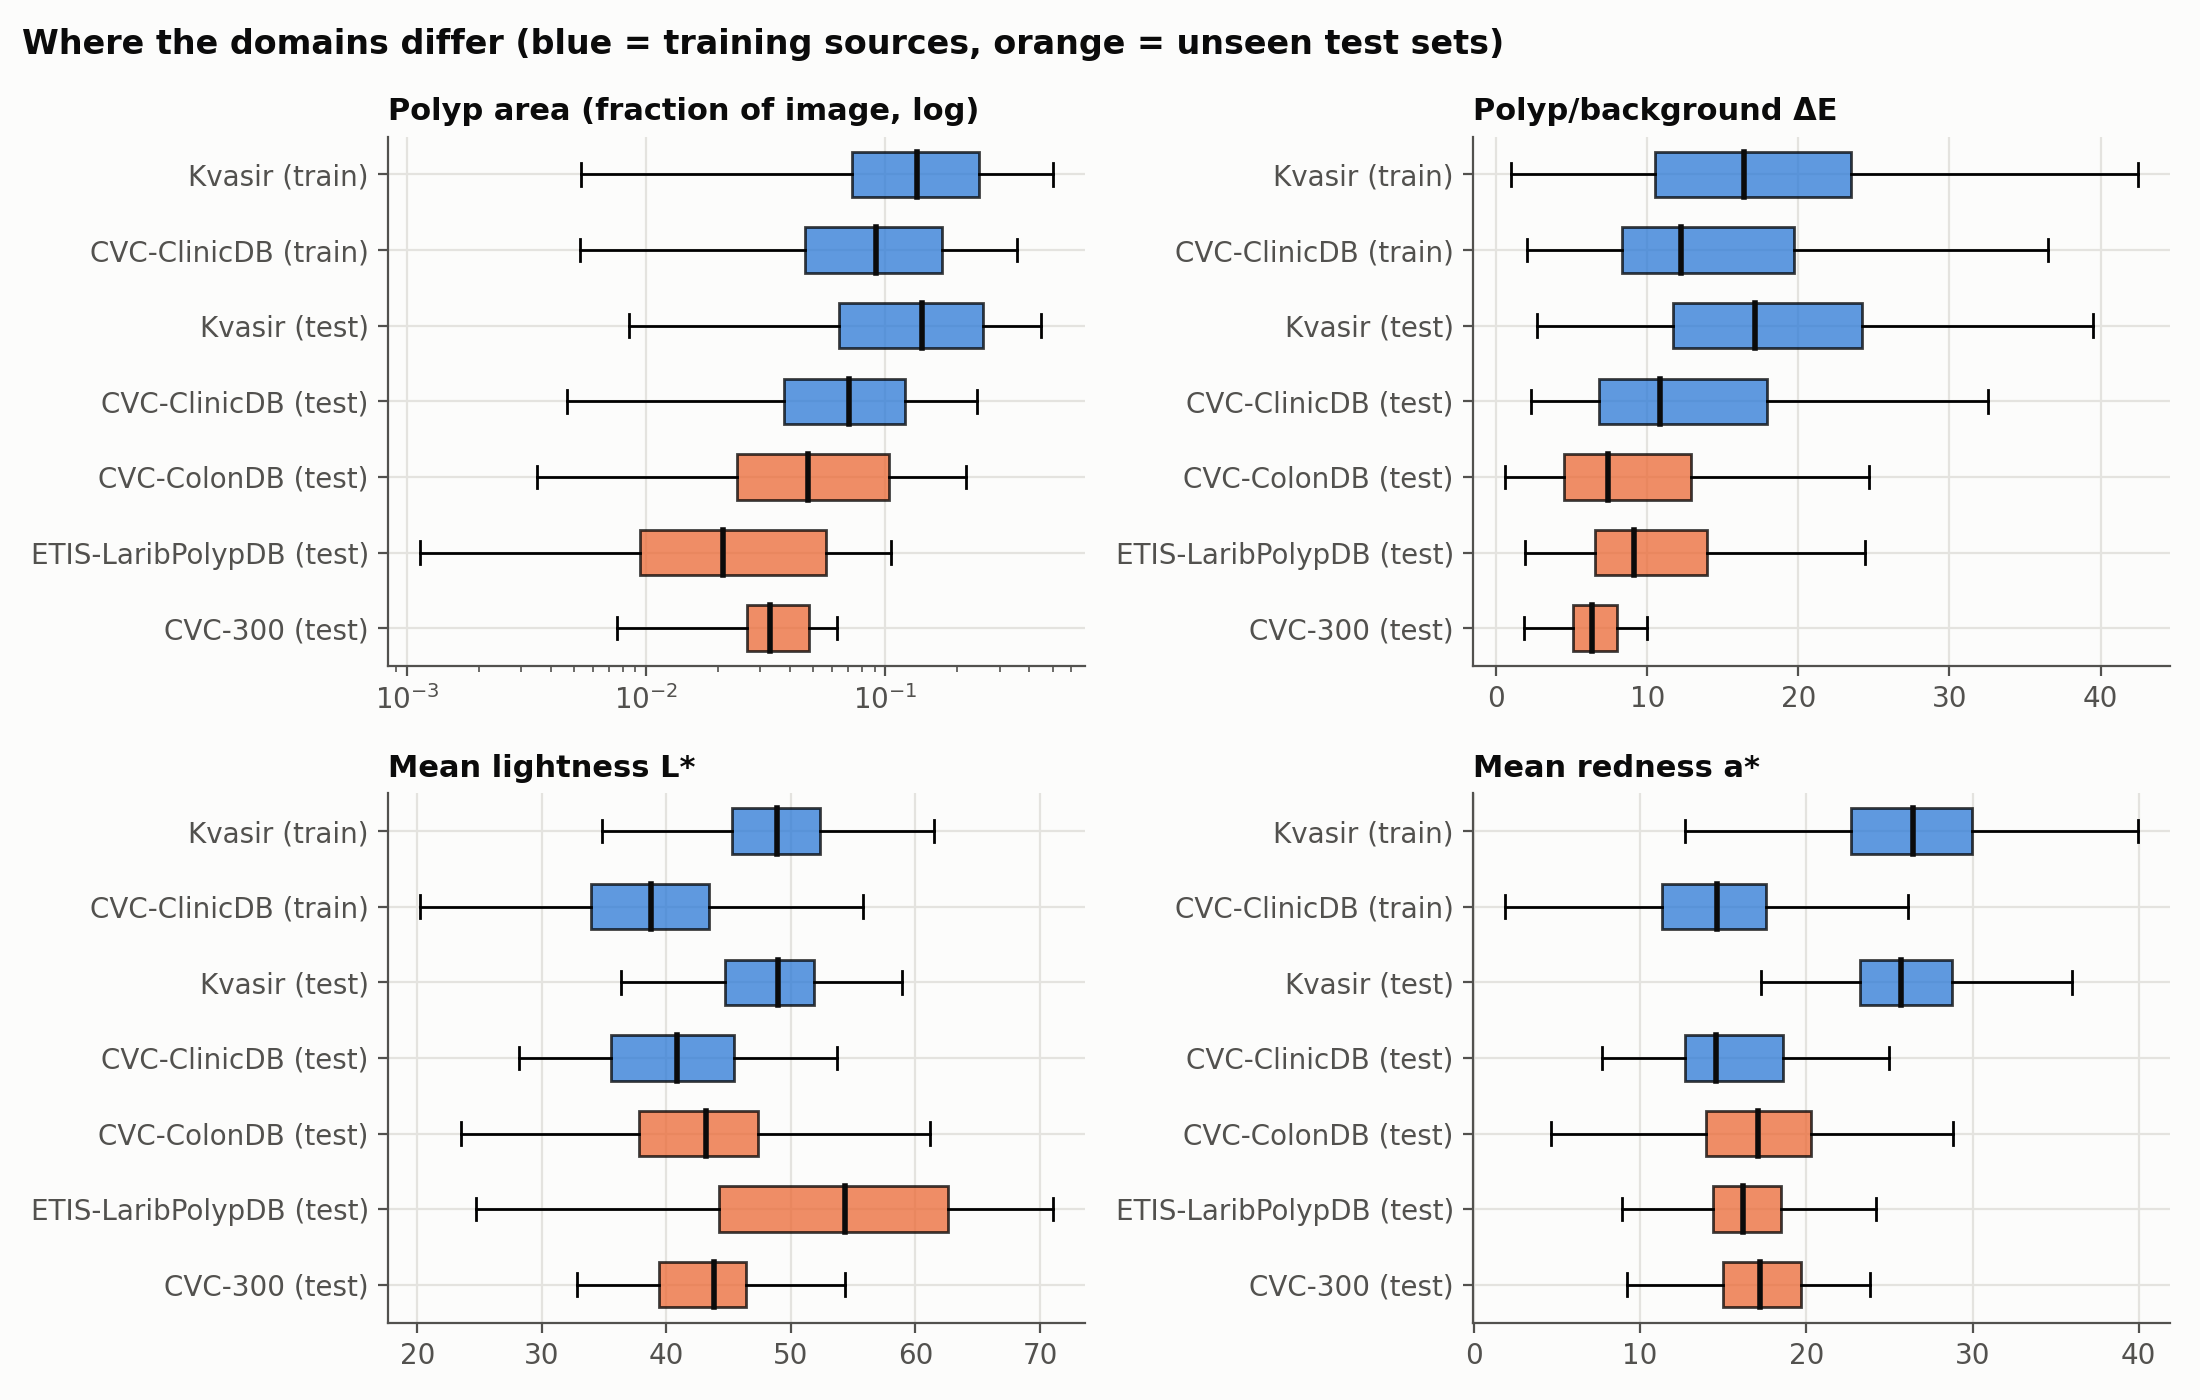 Where the domains differ (blue = training sources, orange = unseen test sets)
Polyp area (fraction of image, log)
Kvasir (train)
CVC-ClinicDB (train)
Kvasir (test)
CVC-ClinicDB (test)
CVC-ColonDB (test)
ETIS-LaribPolypDB (test)
CVC-300 (test)
10⁻³ 10⁻² 10⁻¹
Polyp/background ΔE
Kvasir (train)
CVC-ClinicDB (train)
Kvasir (test)
CVC-ClinicDB (test)
CVC-ColonDB (test)
ETIS-LaribPolypDB (test)
CVC-300 (test)
0 10 20 30 40
Mean lightness L*
Kvasir (train)
CVC-ClinicDB (train)
Kvasir (test)
CVC-ClinicDB (test)
CVC-ColonDB (test)
ETIS-LaribPolypDB (test)
CVC-300 (test)
20 30 40 50 60 70
Mean redness a*
Kvasir (train)
CVC-ClinicDB (train)
Kvasir (test)
CVC-ClinicDB (test)
CVC-ColonDB (test)
ETIS-LaribPolypDB (test)
CVC-300 (test)
0 10 20 30 40